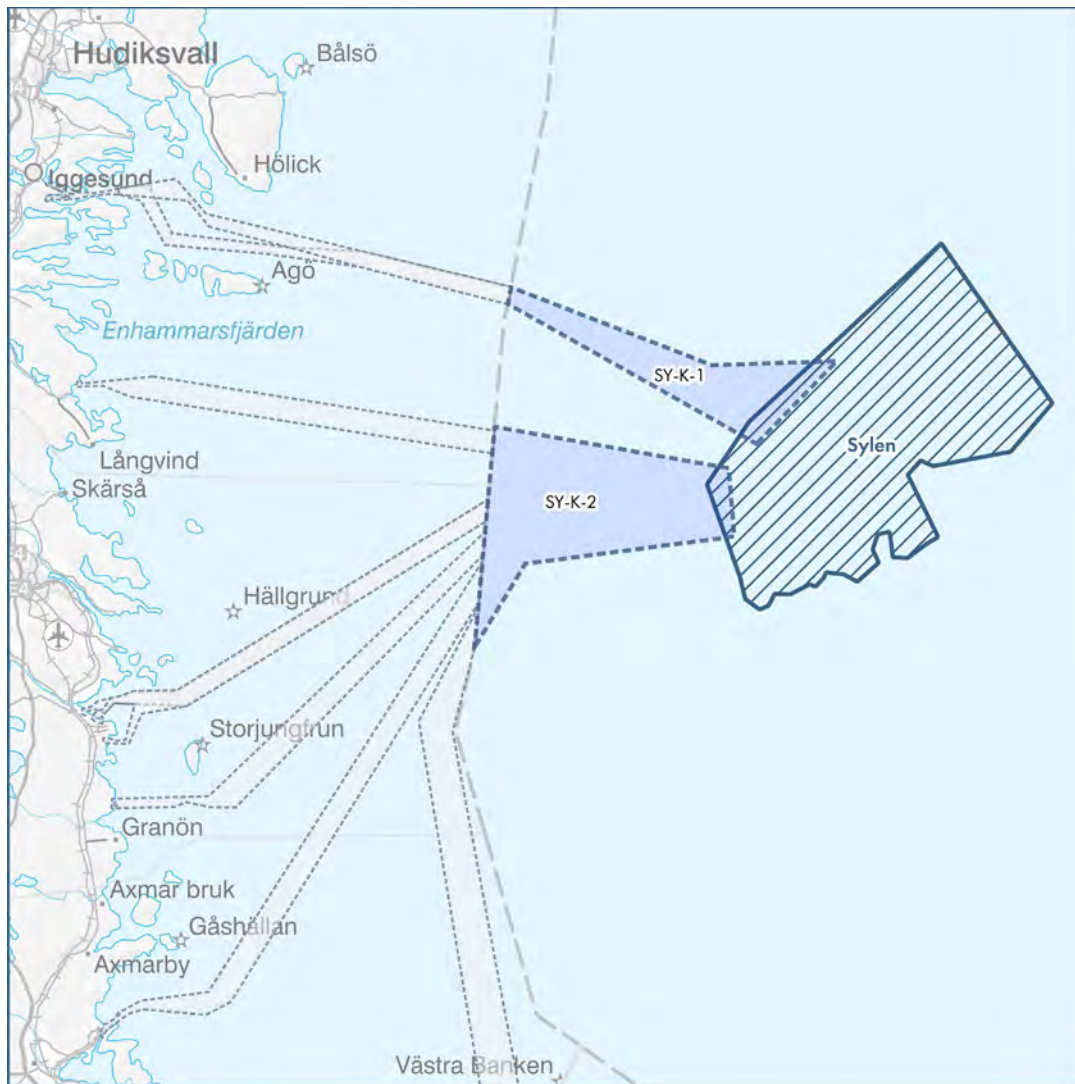 Hudiksvall
Bålsö
Hölick
Iggesund
Agö
Enhammarsfjärden
SY-K-1
Sylen
Långvind
Skärså
SY-K-2
Hällgrund
Storjungfrun
Granön
Axmar bruk
Gåshällan
Axmarby
Västra Banken